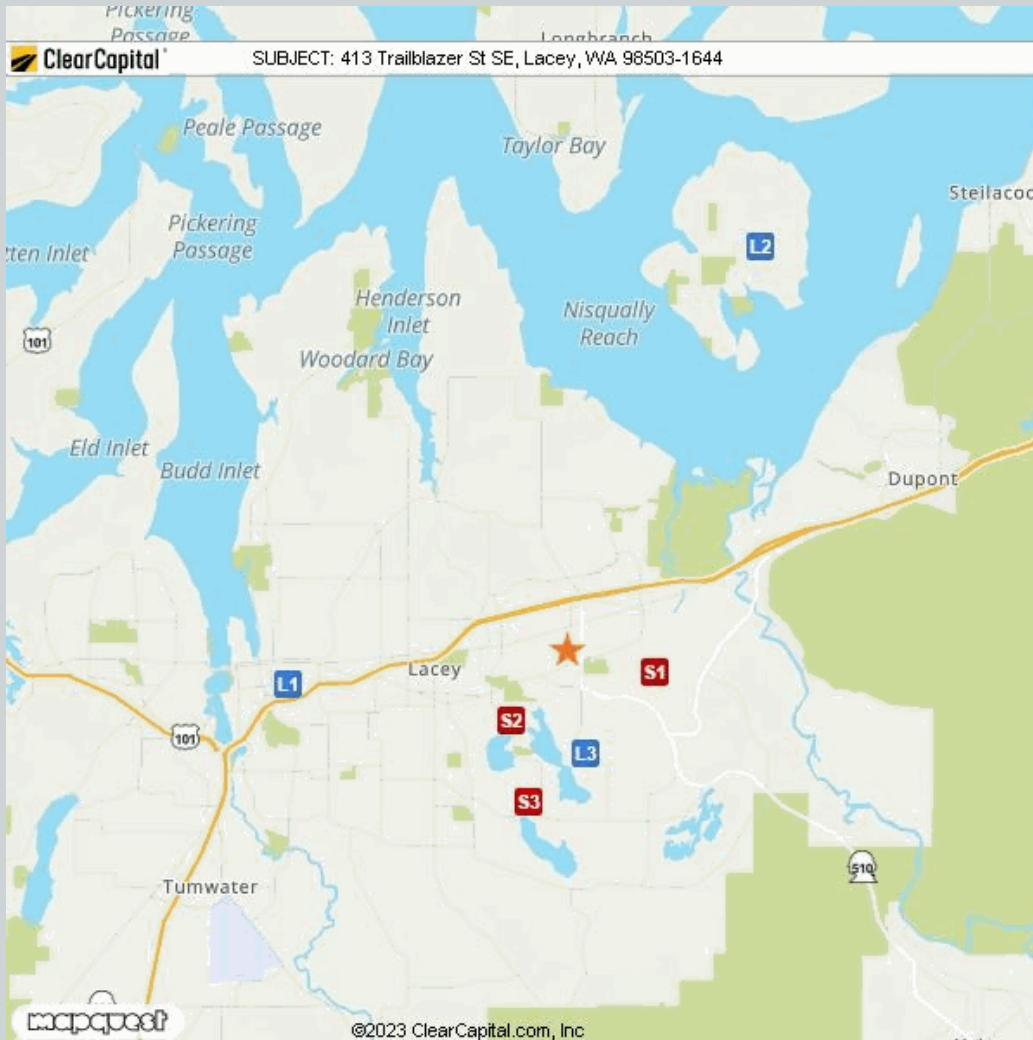 Pickering
Passage
Longbranch
ClearCapital
SUBJECT: 413 Trailblazer St SE, Lacey, WA 98503-1644
Peale Passage
Taylor Bay
Steilacoo
Pickering
Passage
tten Inlet
L2
Henderson
Inlet
Nisqually
Reach
101
Woodard Bay
Eld Inlet
Budd Inlet
Dupont
Lacey
S1
L1
S2
101
L3
S3
510
Tumwater
mapquest
©2023 ClearCapital.com, Inc